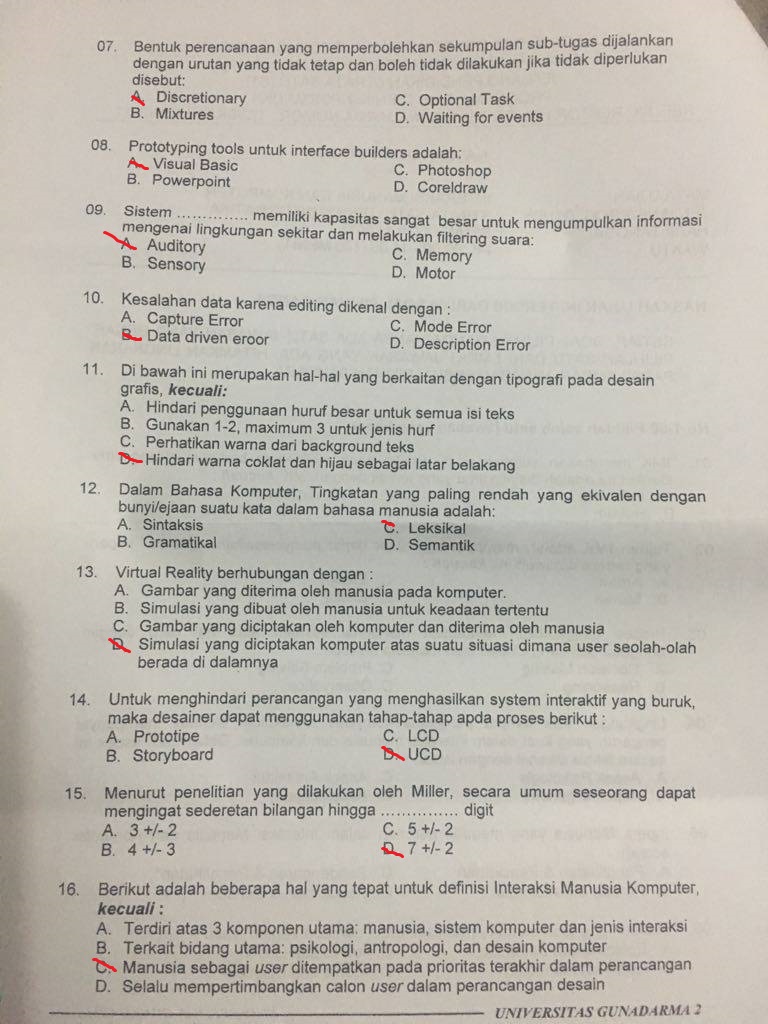 07. Bentuk perencanaan yang memperbolehkan sekumpulan sub-tugas dijalankan
dengan urutan yang tidak tetap dan boleh tidak dilakukan jika tidak diperlukan
disebut:
A. Discretionary C. Optional Task
B. Mixtures D. Waiting for events
08. Prototyping tools untuk interface builders adalah:
A. Visual Basic C. Photoshop
B. Powerpoint D. Coreldraw
09. Sistem .............. memiliki kapasitas sangat besar untuk mengumpulkan informasi
mengenai lingkungan sekitar dan melakukan filtering suara:
A. Auditory C. Memory
B. Sensory D. Motor
10. Kesalahan data karena editing dikenal dengan :
A. Capture Error C. Mode Error
B. Data driven eroor D. Description Error
11. Di bawah ini merupakan hal-hal yang berkaitan dengan tipografi pada desain
grafis, kecuali:
A. Hindari penggunaan huruf besar untuk semua isi teks
B. Gunakan 1-2, maximum 3 untuk jenis hurf
C. Perhatikan warna dari background teks
D. Hindari warna coklat dan hijau sebagai latar belakang
12. Dalam Bahasa Komputer, Tingkatan yang paling rendah yang ekivalen dengan
bunyi/ejaan suatu kata dalam bahasa manusia adalah:
A. Sintaksis C. Leksikal
B. Gramatikal D. Semantik
13. Virtual Reality berhubungan dengan :
A. Gambar yang diterima oleh manusia pada komputer.
B. Simulasi yang dibuat oleh manusia untuk keadaan tertentu
C. Gambar yang diciptakan oleh komputer dan diterima oleh manusia
D. Simulasi yang diciptakan komputer atas suatu situasi dimana user seolah-olah
berada di dalamnya
14. Untuk menghindari perancangan yang menghasilkan system interaktif yang buruk,
maka desainer dapat menggunakan tahap-tahap apda proses berikut :
A. Prototipe C. LCD
B. Storyboard D. UCD
15. Menurut penelitian yang dilakukan oleh Miller, secara umum seseorang dapat
mengingat sederetan bilangan hingga ............... digit
A. 3 +/- 2 C. 5 +/- 2
B. 4 +/- 3 D. 7 +/- 2
16. Berikut adalah beberapa hal yang tepat untuk definisi Interaksi Manusia Komputer,
kecuali :
A. Terdiri atas 3 komponen utama: manusia, sistem komputer dan jenis interaksi
B. Terkait bidang utama: psikologi, antropologi, dan desain komputer
C. Manusia sebagai user ditempatkan pada prioritas terakhir dalam perancangan
D. Selalu mempertimbangkan calon user dalam perancangan desain
UNIVERSITAS GUNADARMA 2